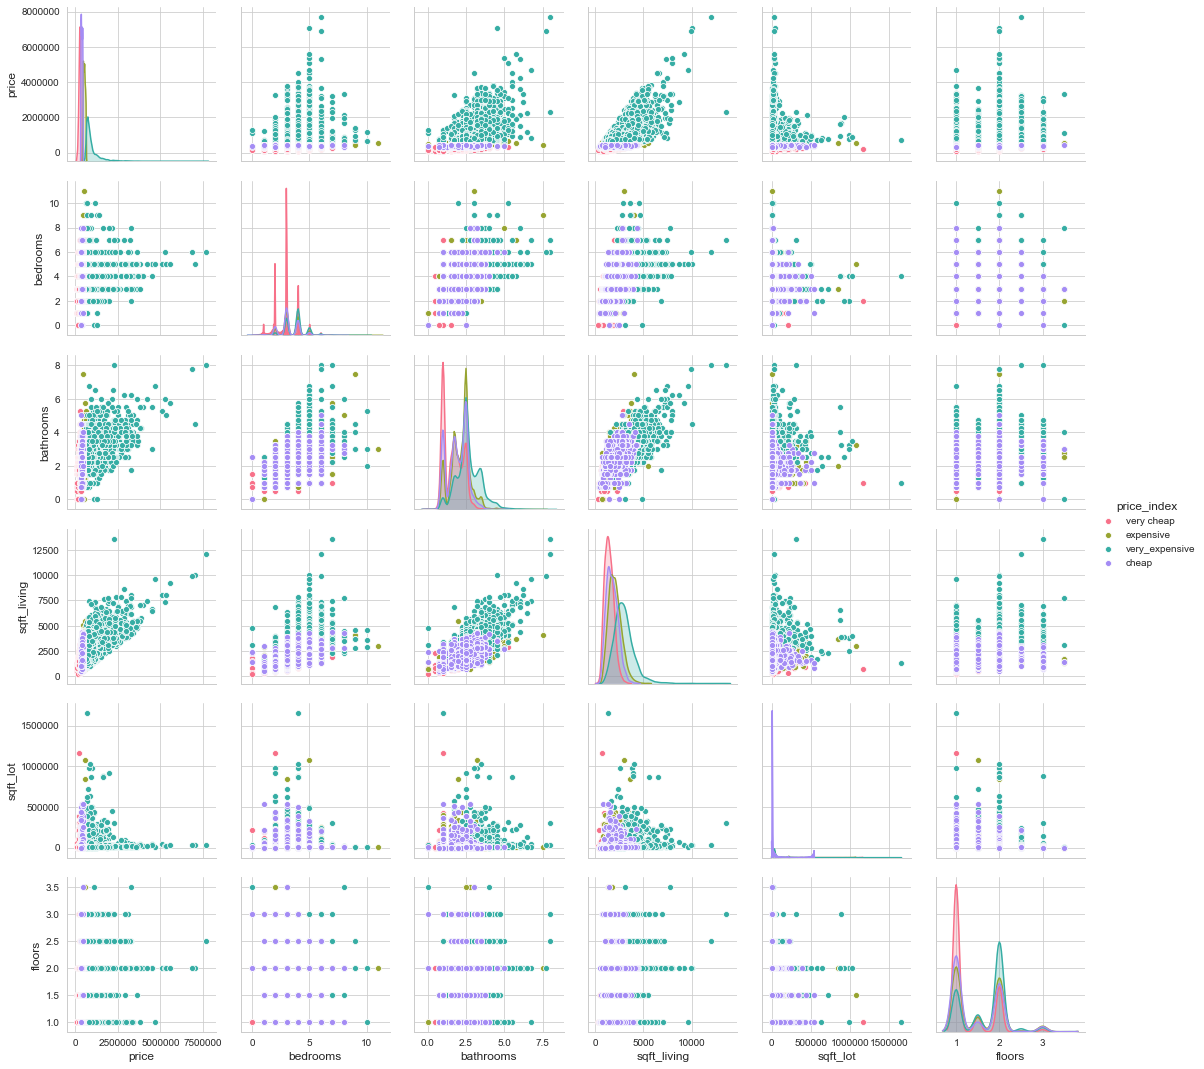 8000000
6000000
4000000
2000000
0
price
10
8
6
4
2
0
bedrooms
8
6
4
2
0
bathrooms
12500
10000
7500
5000
2500
0
sqft_living
price_index
very cheap
expensive
very_expensive
cheap
1500000
1000000
500000
0
sqft_lot
3.5
3.0
2.5
2.0
1.5
1.0
floors
0 2500000 5000000 7500000
price
0 5 10
bedrooms
0.0 2.5 5.0 7.5
bathrooms
0 5000 10000
sqft_living
0 500000 1000000 1500000
sqft_lot
1 2 3
floors